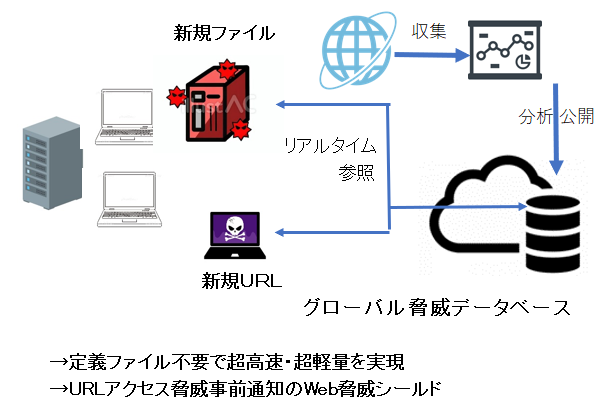 新規ファイル
収集
分析 公開
リアルタイム
参照
新規URL
グローバル脅威データベース
→定義ファイル不要で超高速・超軽量を実現
→URLアクセス脅威事前通知のWeb脅威シールド